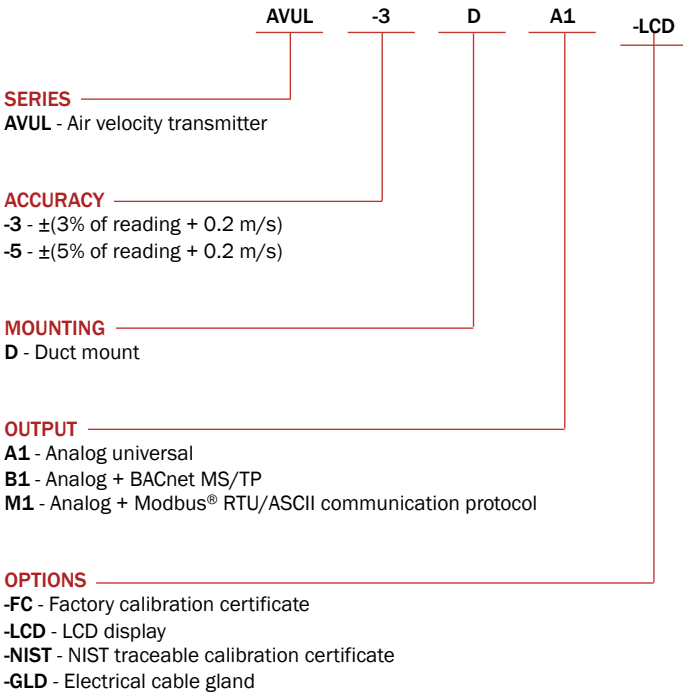 AVUL -3 D A1 -LCD
SERIES
AVUL - Air velocity transmitter
ACCURACY
-3 - ±(3% of reading + 0.2 m/s)
-5 - ±(5% of reading + 0.2 m/s)
MOUNTING
D - Duct mount
OUTPUT
A1 - Analog universal
B1 - Analog + BACnet MS/TP
M1 - Analog + Modbus® RTU/ASCII communication protocol
OPTIONS
-FC - Factory calibration certificate
-LCD - LCD display
-NIST - NIST traceable calibration certificate
-GLD - Electrical cable gland